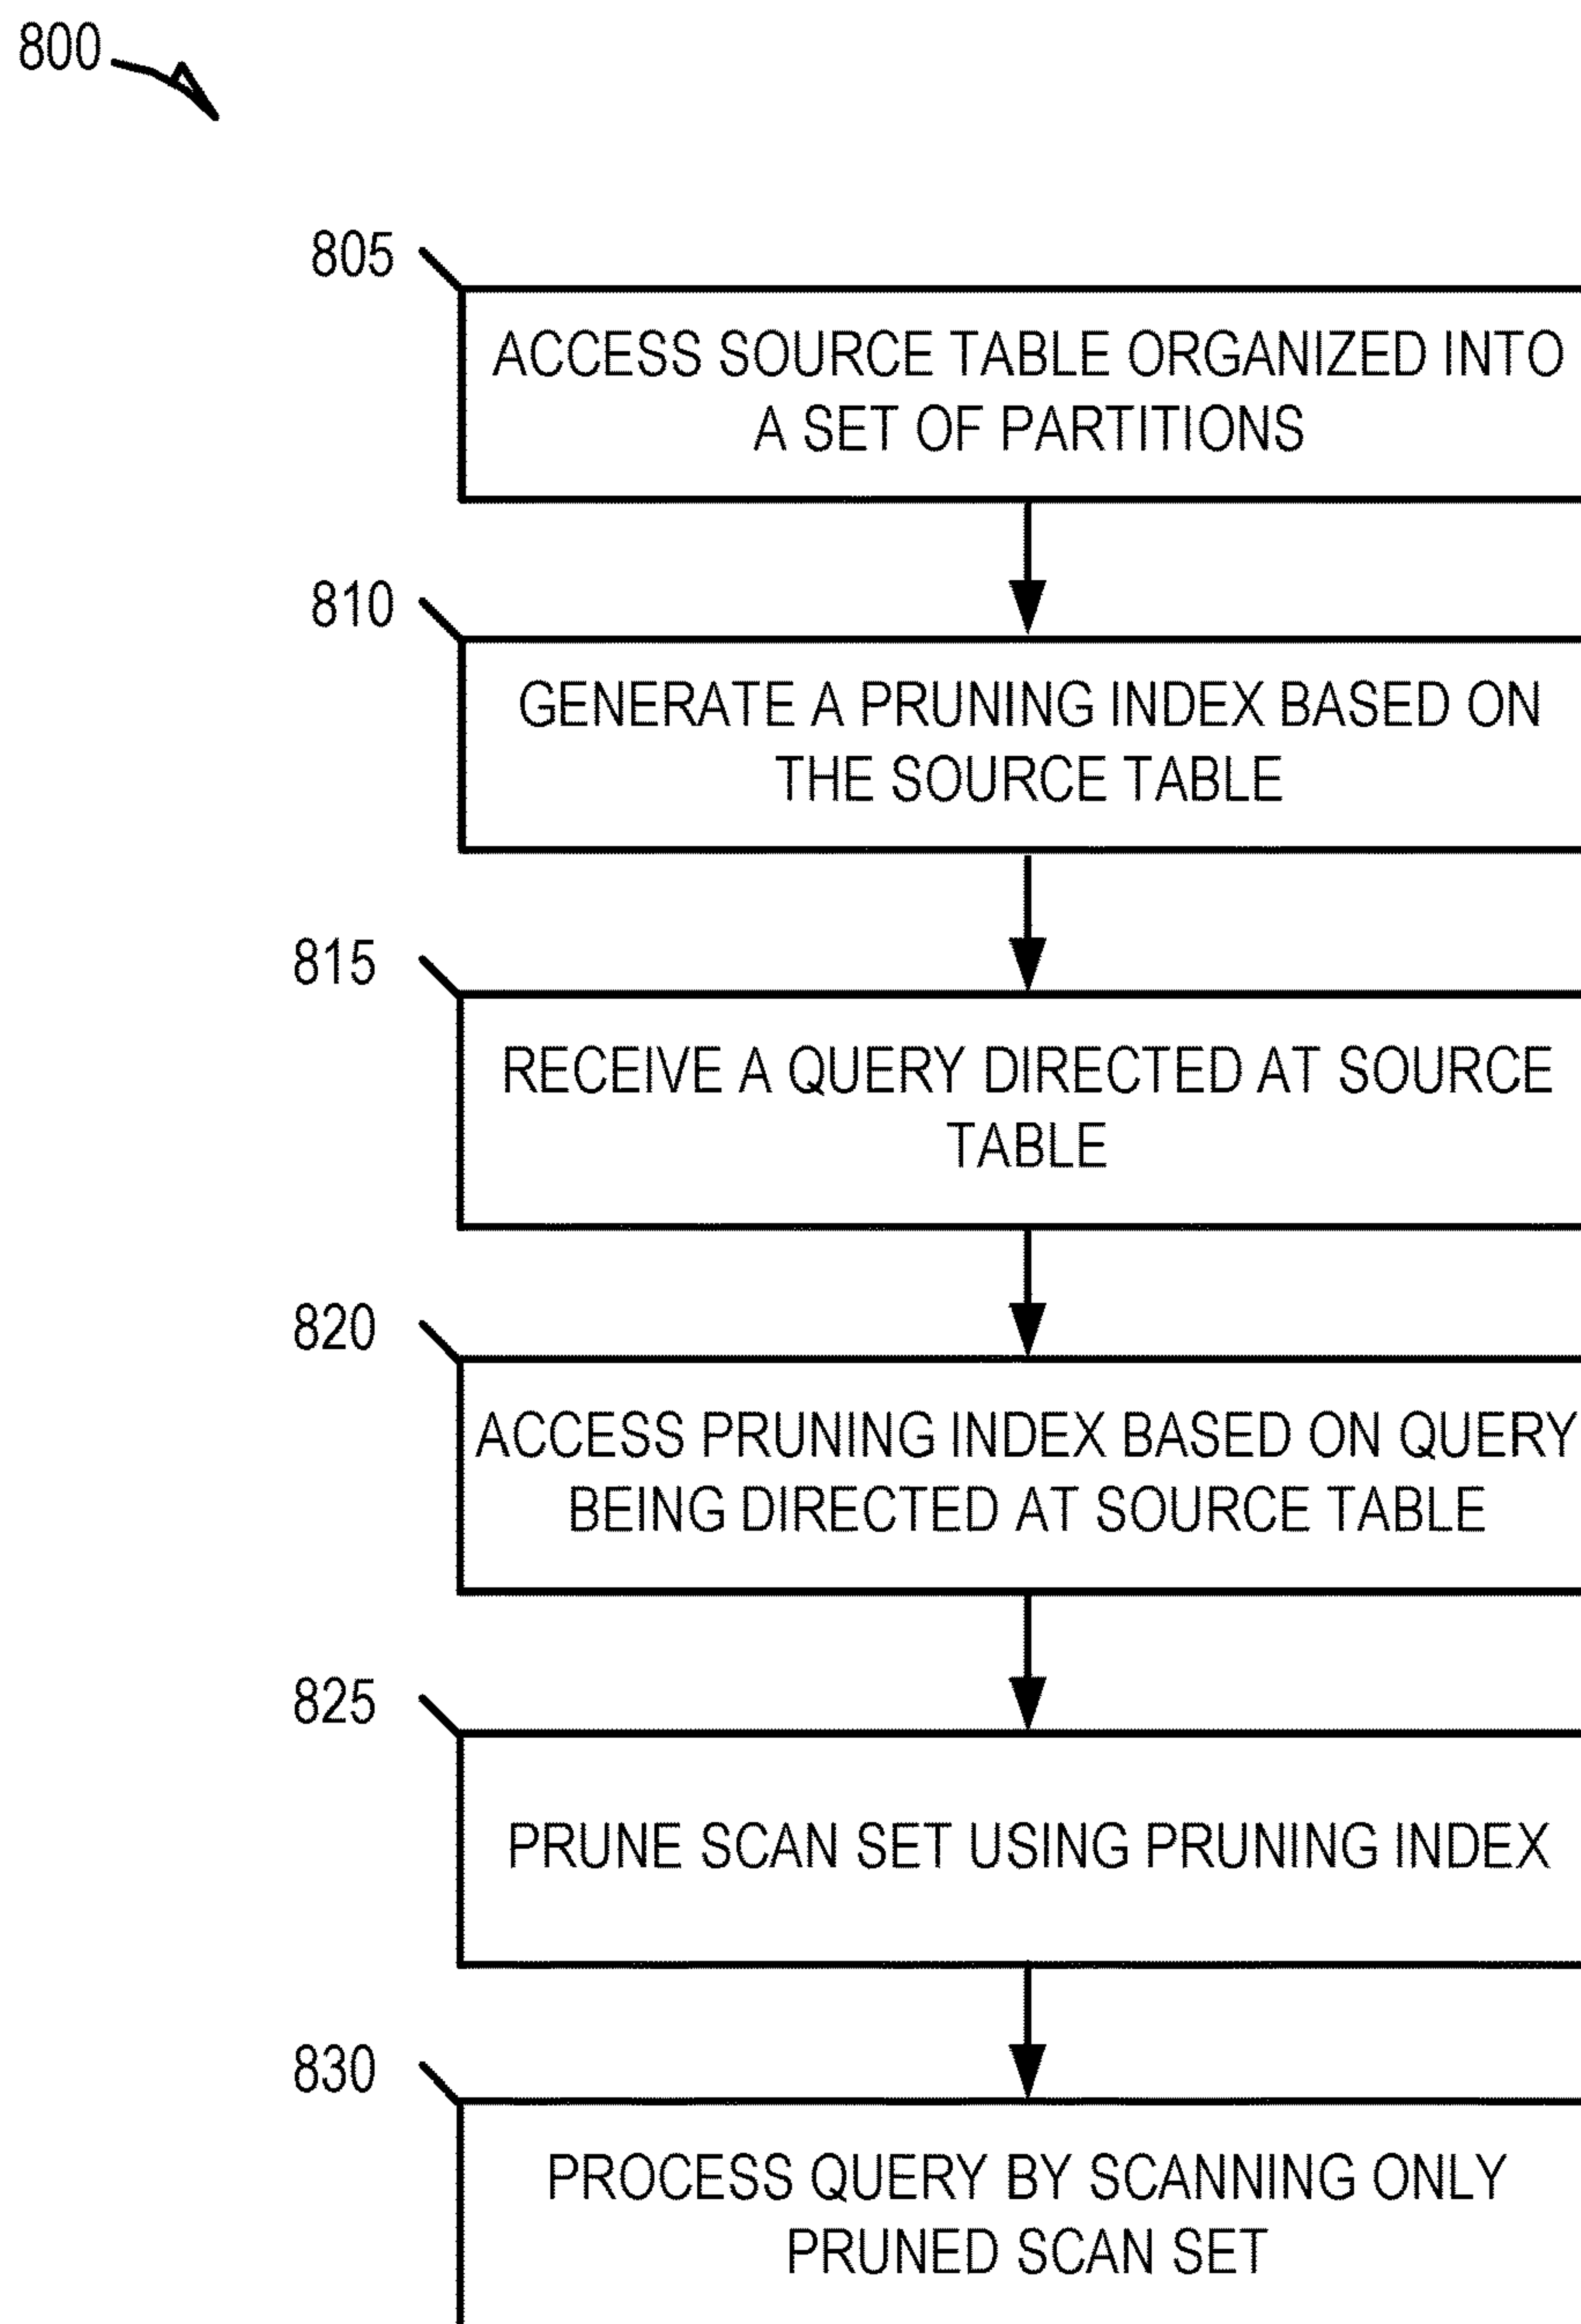 800
805
ACCESS SOURCE TABLE ORGANIZED INTO
A SET OF PARTITIONS
810
GENERATE A PRUNING INDEX BASED ON
THE SOURCE TABLE
815
RECEIVE A QUERY DIRECTED AT SOURCE
TABLE
820
ACCESS PRUNING INDEX BASED ON QUERY
BEING DIRECTED AT SOURCE TABLE
825
PRUNE SCAN SET USING PRUNING INDEX
830
PROCESS QUERY BY SCANNING ONLY
PRUNED SCAN SET